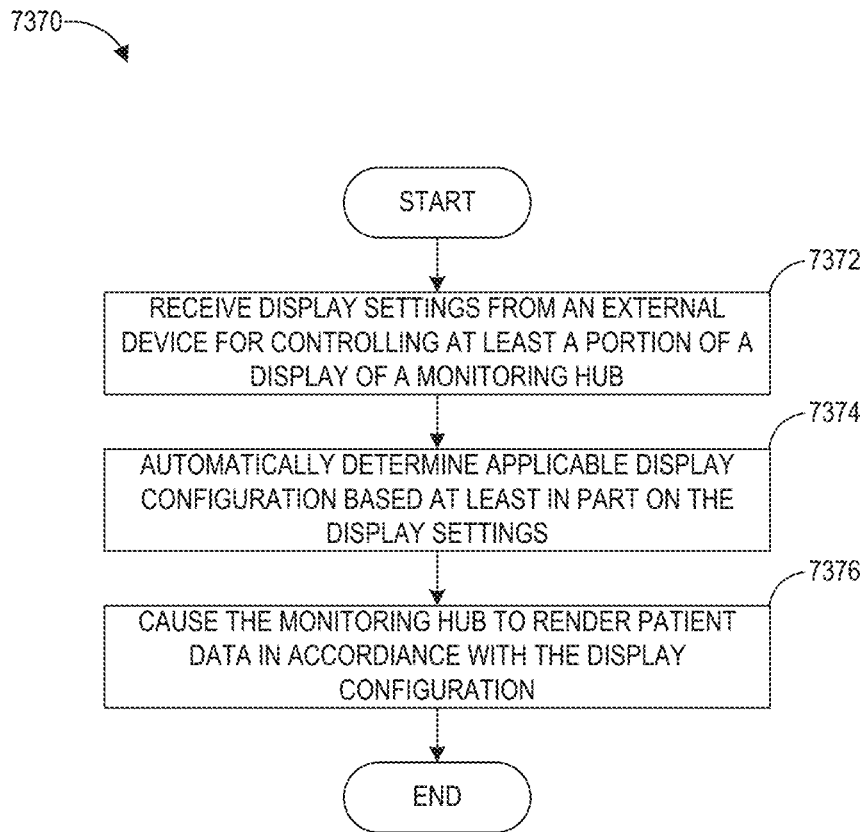 7370
START
7372
RECEIVE DISPLAY SETTINGS FROM AN EXTERNAL
DEVICE FOR CONTROLLING AT LEAST A PORTION OF A
DISPLAY OF A MONITORING HUB
7374
AUTOMATICALLY DETERMINE APPLICABLE DISPLAY
CONFIGURATION BASED AT LEAST IN PART ON THE
DISPLAY SETTINGS
7376
CAUSE THE MONITORING HUB TO RENDER PATIENT
DATA IN ACCORDANCE WITH THE DISPLAY
CONFIGURATION
END